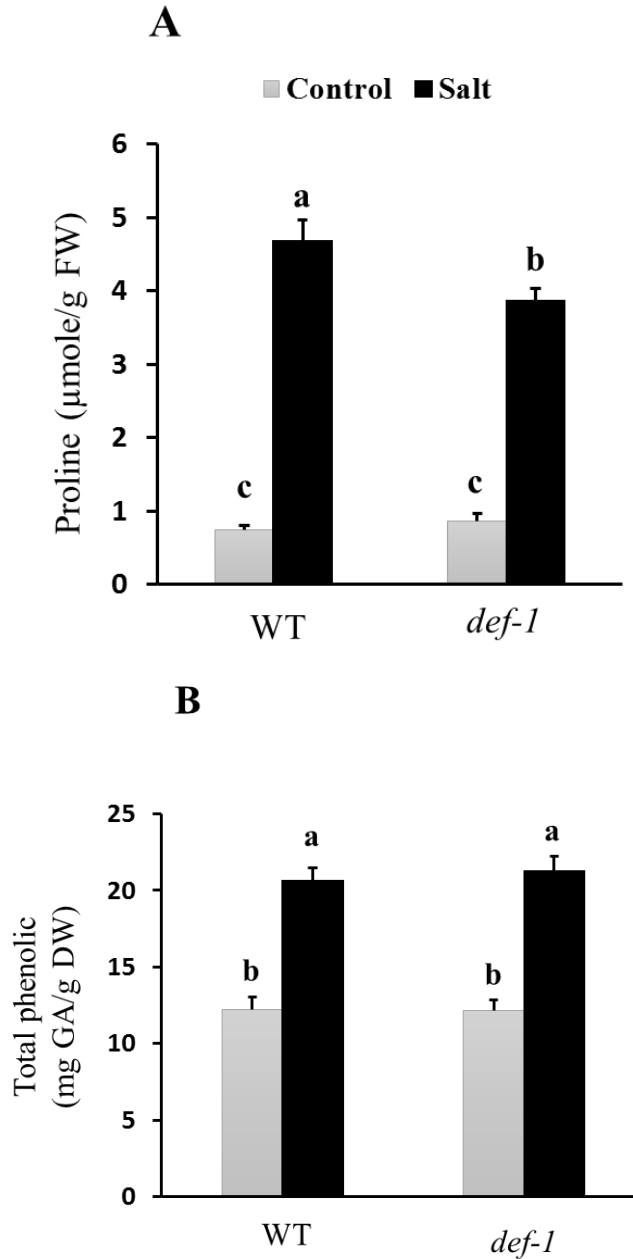 A
Control Salt
6
5
4
3
2
1
0
Proline (µmole/g FW)
a
b
c
c
WT def-1
B
25
20
15
10
5
0
Total phenolic
(mg GA/g DW)
a
a
b
b
WT def-1